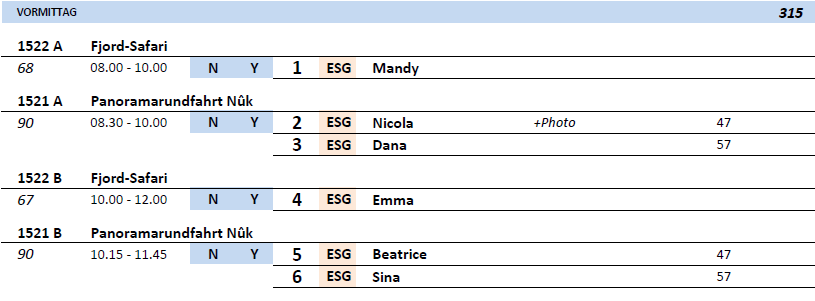 VORMITTAG 315
1522 A Fjord-Safari
68 08.00 - 10.00 N Y 1 ESG Mandy
1521 A Panoramarundfahrt Nûk
90 08.30 - 10.00 N Y 2 ESG Nicola +Photo 47
3 ESG Dana 57
1522 B Fjord-Safari
67 10.00 - 12.00 N Y 4 ESG Emma
1521 B Panoramarundfahrt Nûk
90 10.15 - 11.45 N Y 5 ESG Beatrice 47
6 ESG Sina 57